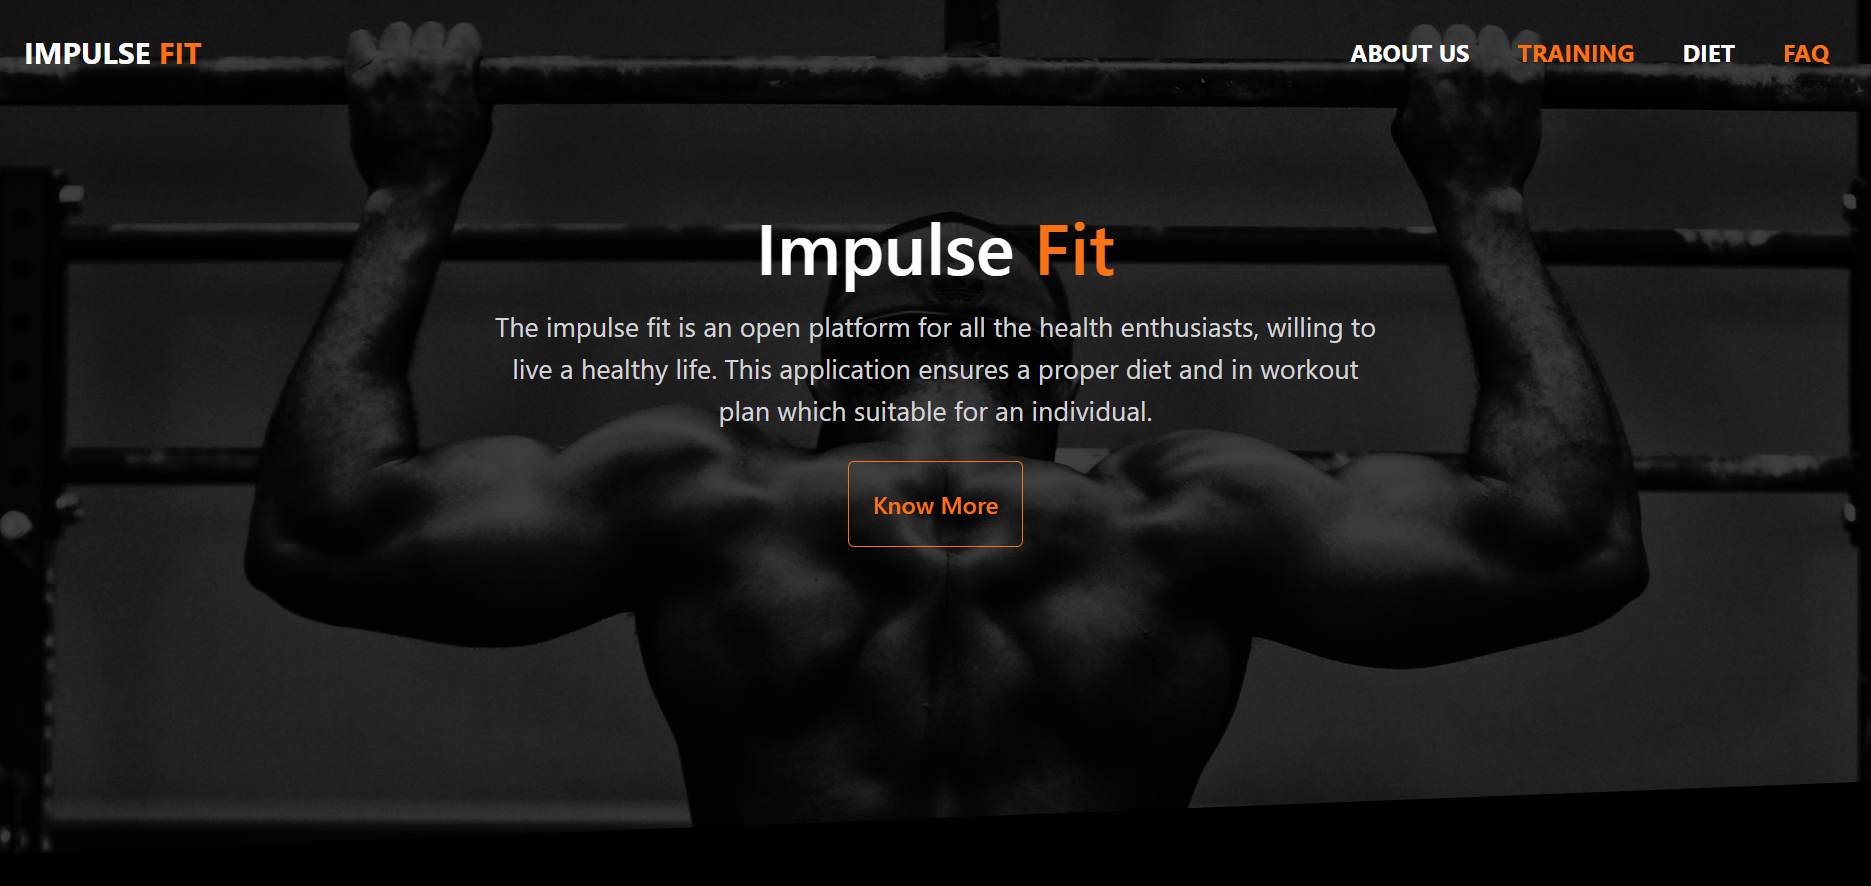 IMPULSE FIT
ABOUT US TRAINING DIET FAQ
Impulse Fit
The impulse fit is an open platform for all the health enthusiasts, willing to
live a healthy life. This application ensures a proper diet and in workout
plan which suitable for an individual.
Know More